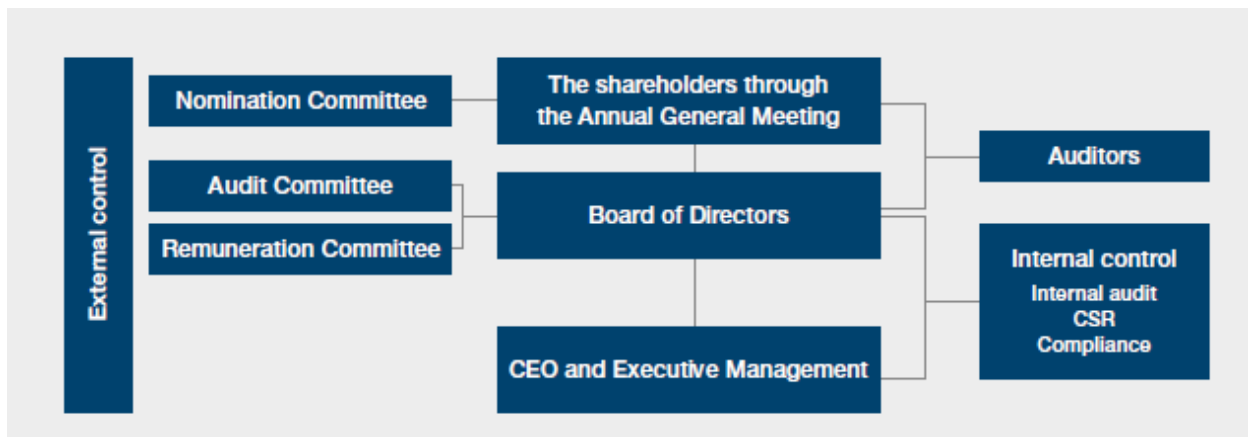 External control
Nomination Committee
The shareholders through
the Annual General Meeting
Auditors
Audit Committee
Remuneration Committee
Board of Directors
Internal control
Internal audit
CSR
Compliance
CEO and Executive Management